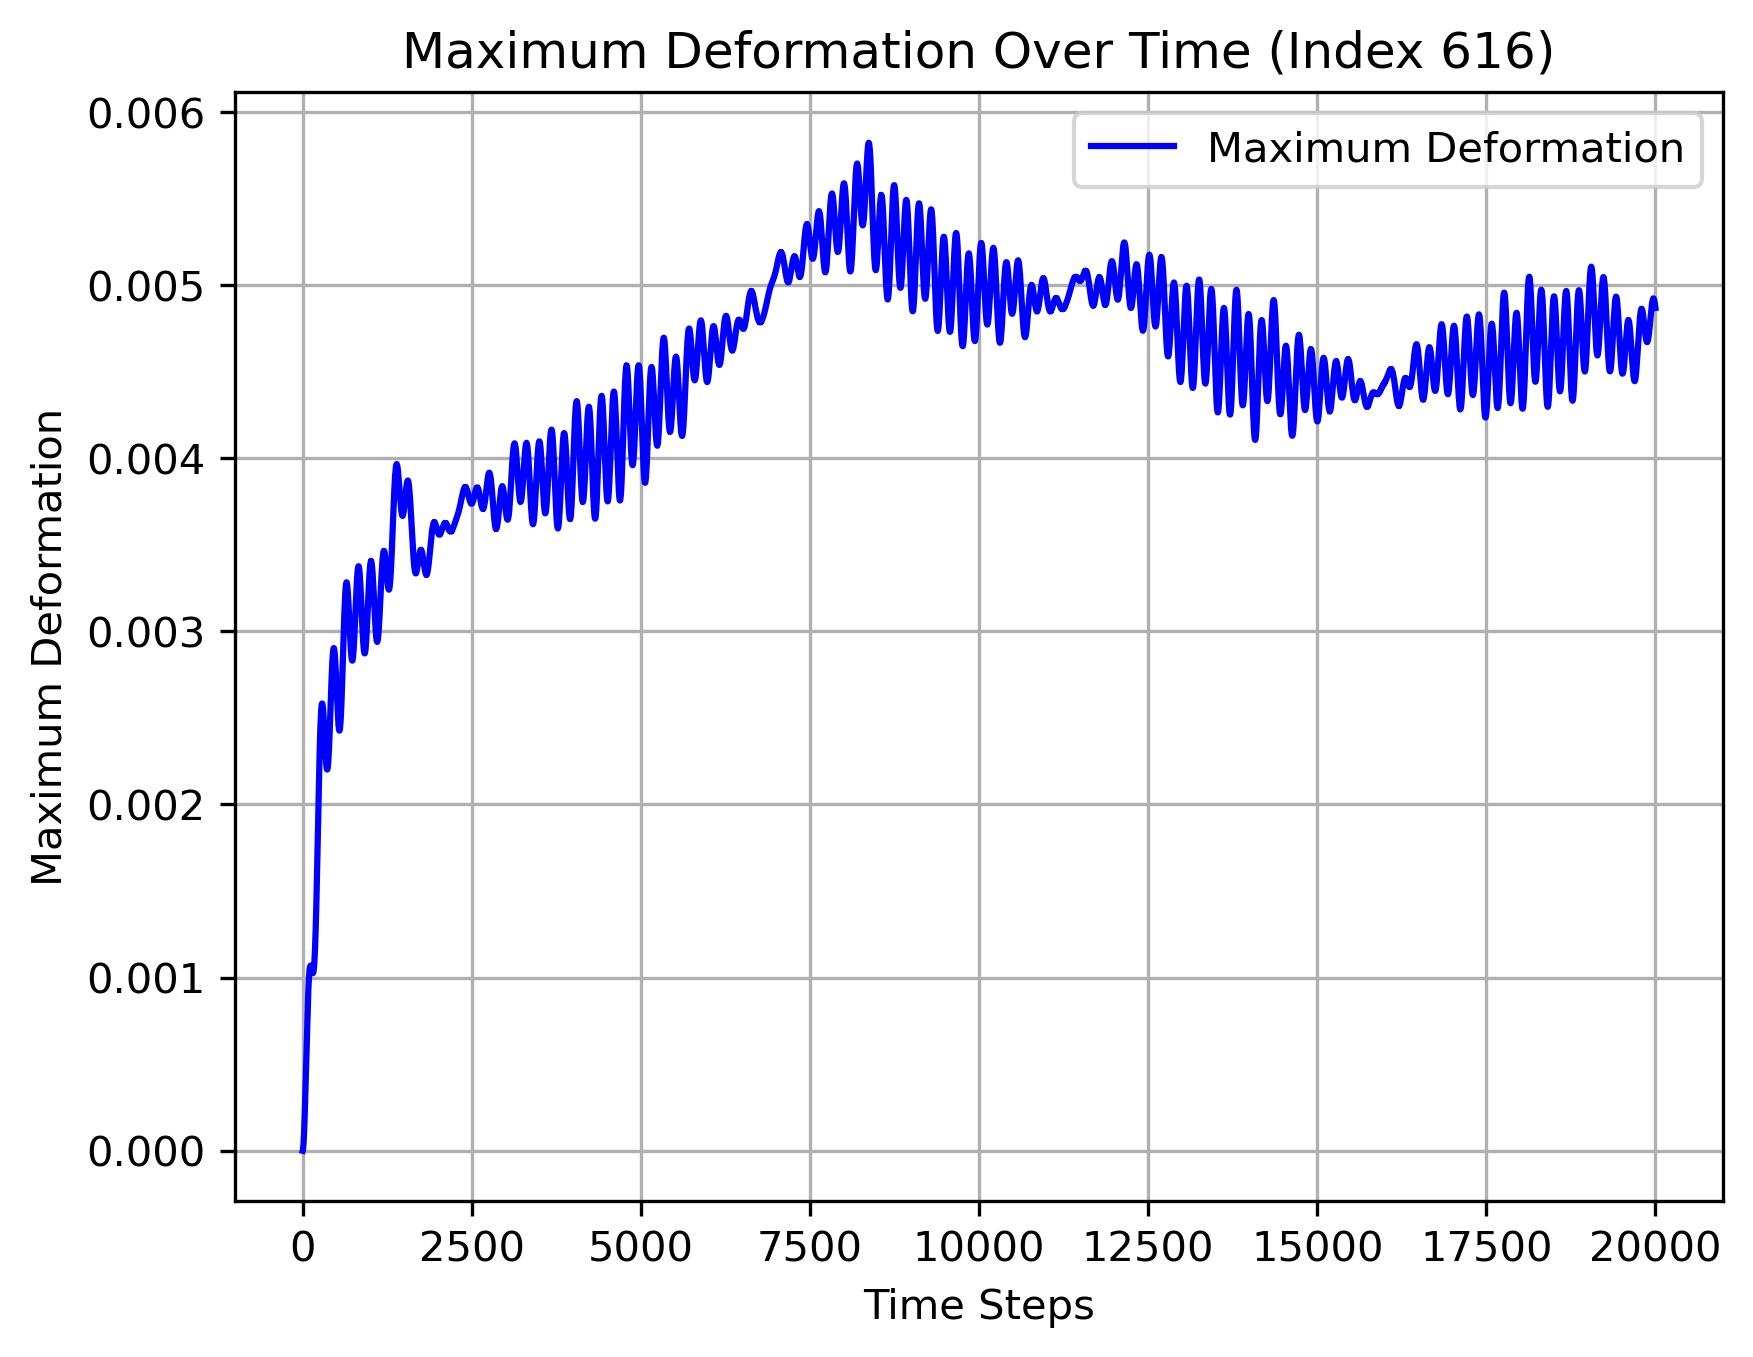 Maximum Deformation Over Time (Index 616)
Maximum Deformation
0.006
0.005
0.004
0.003
0.002
0.001
0.000
Maximum Deformation
0 2500 5000 7500 10000 12500 15000 17500 20000
Time Steps